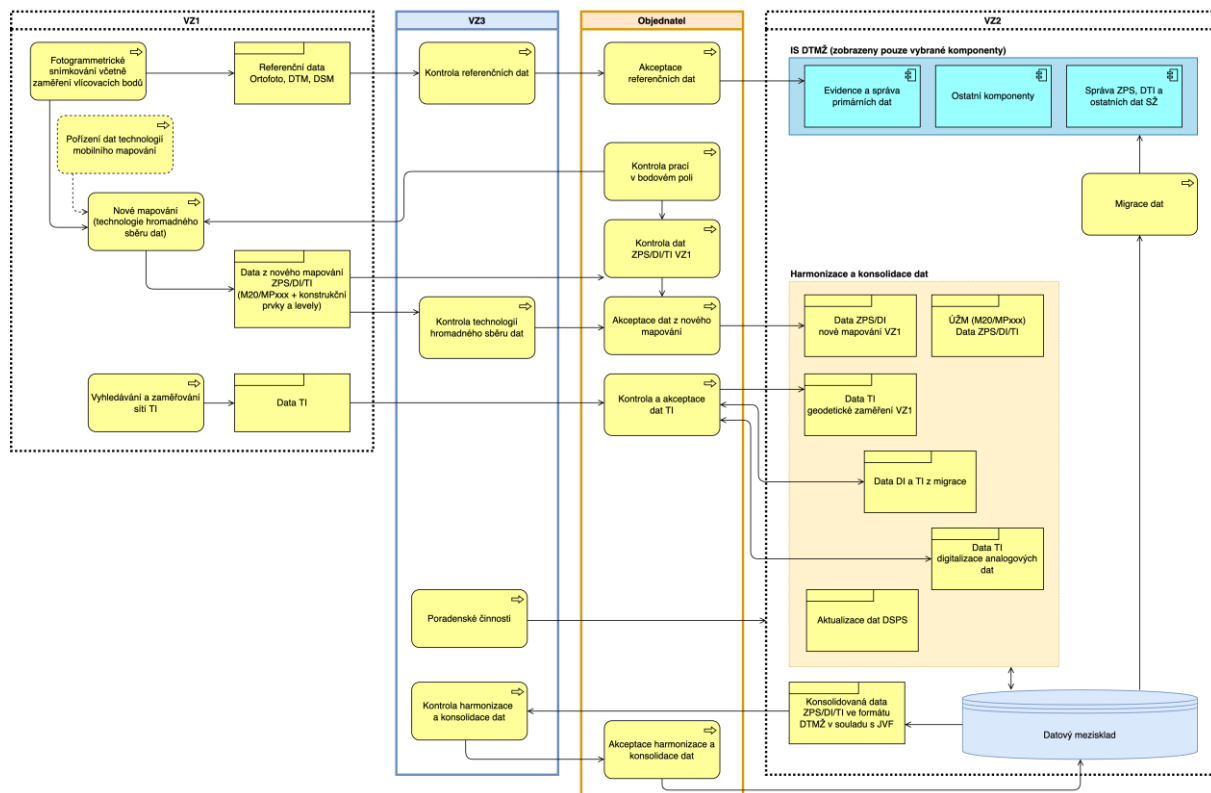 VZ1
VZ3
Objednatel
VZ2
Fotogrammetrické
snímkování včetně
zaměření vlícovacích bodů
Referenční data
Ortofoto, DTM, DSM
Pořízení dat technologií
mobilního mapování
Nové mapování
(technologie hromadného
sběru dat)
Data z nového mapování
ZPS/DI/TI
(M20/MPxxx + konstrukční
prvky a levely)
Vyhledávání a zaměřování
sítí TI
Data TI
Kontrola referenčních dat
Kontrola technologií
hromadného sběru dat
Poradenské činnosti
Kontrola harmonizace
a konsolidace dat
Akceptace
referenčních dat
Kontrola prací
v bodovém poli
Kontrola dat
ZPS/DI/TI VZ1
Akceptace dat z nového
mapování
Kontrola a akceptace
dat TI
Akceptace harmonizace a
konsolidace dat
IS DTMŽ (zobrazeny pouze vybrané komponenty)
Evidence a správa
primárních dat
Ostatní komponenty
Správa ZPS, DTI a
ostatních dat SŽ
Migrace dat
Harmonizace a konsolidace dat
Data ZPS/DI
nové mapování VZ1
ÚŽM (M20/MPxxx)
Data ZPS/DI/TI
Data TI
geodetické zaměření VZ1
Data DI a TI z migrace
Data TI
digitalizace analogových
dat
Aktualizace dat DSPS
Konsolidovaná data
ZPS/DI/TI ve formátu
DTMŽ v souladu s JVF
Datový mezisklad